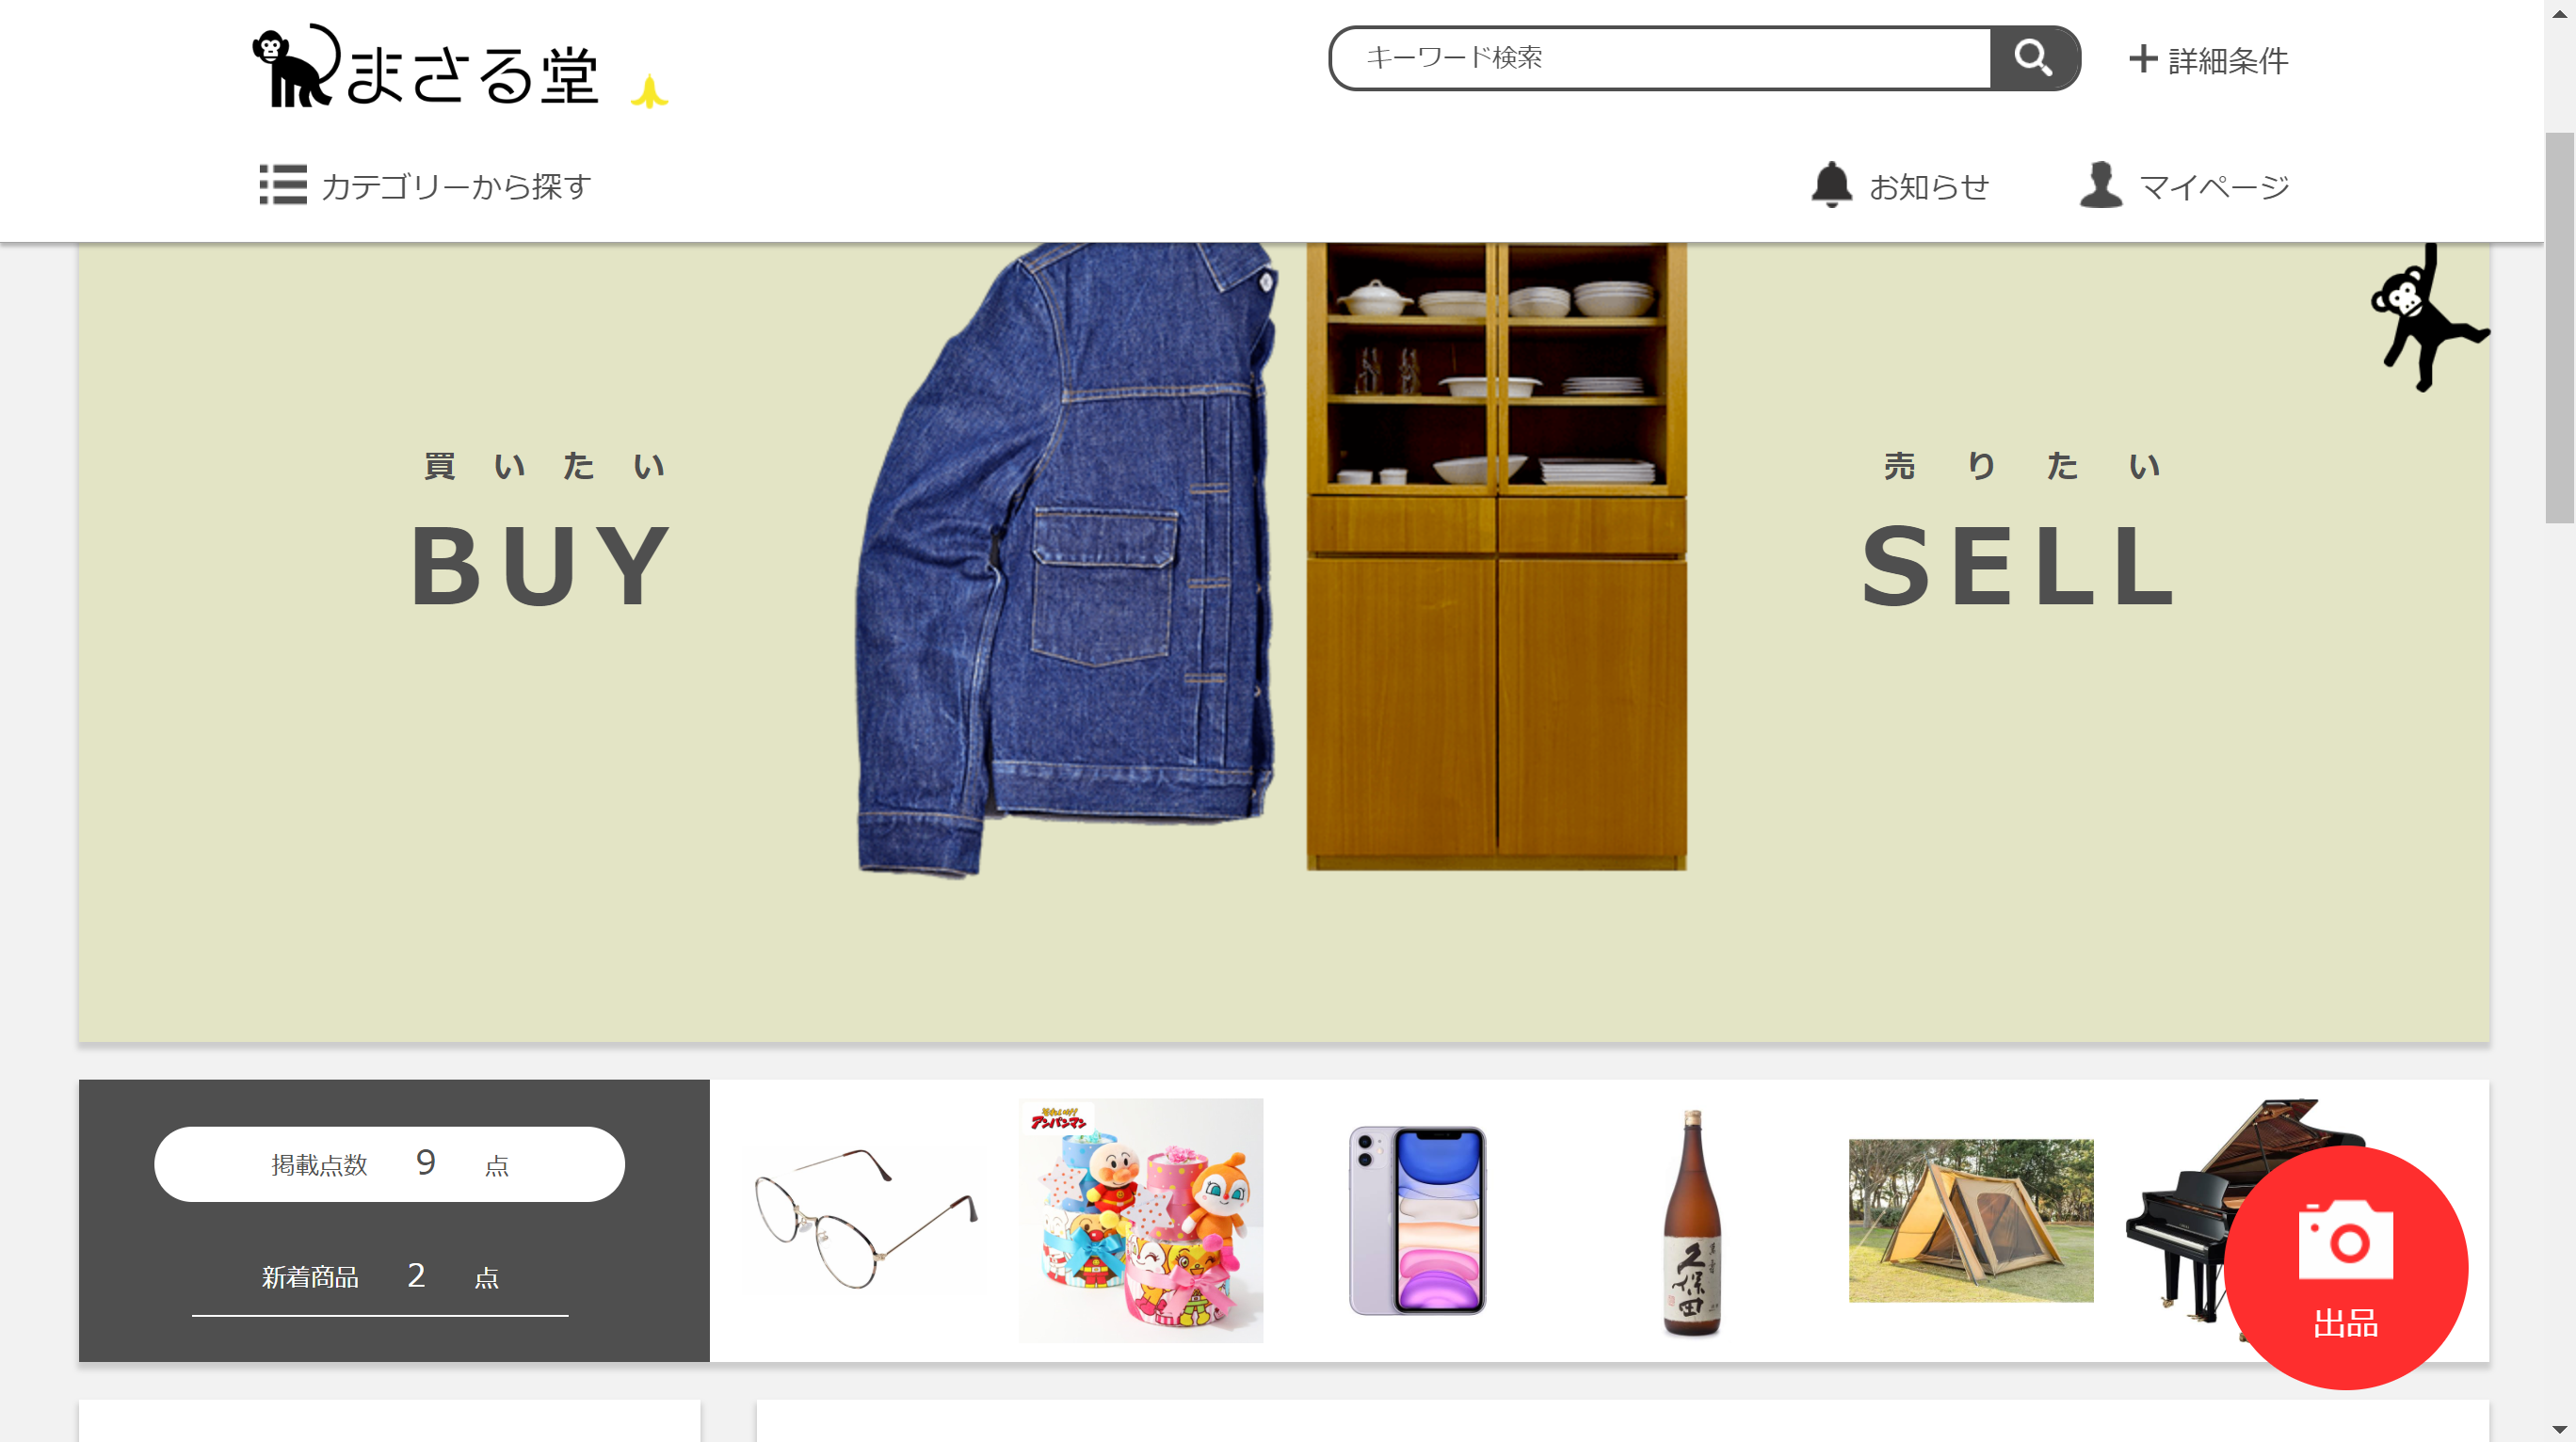 まさる堂
キーワード検索
詳細条件
カテゴリーから探す
お知らせ
マイページ
買いたい
BUY
売りたい
SELL
掲載点数 9 点
新着商品 2 点
アンパンマン
久保田
出品